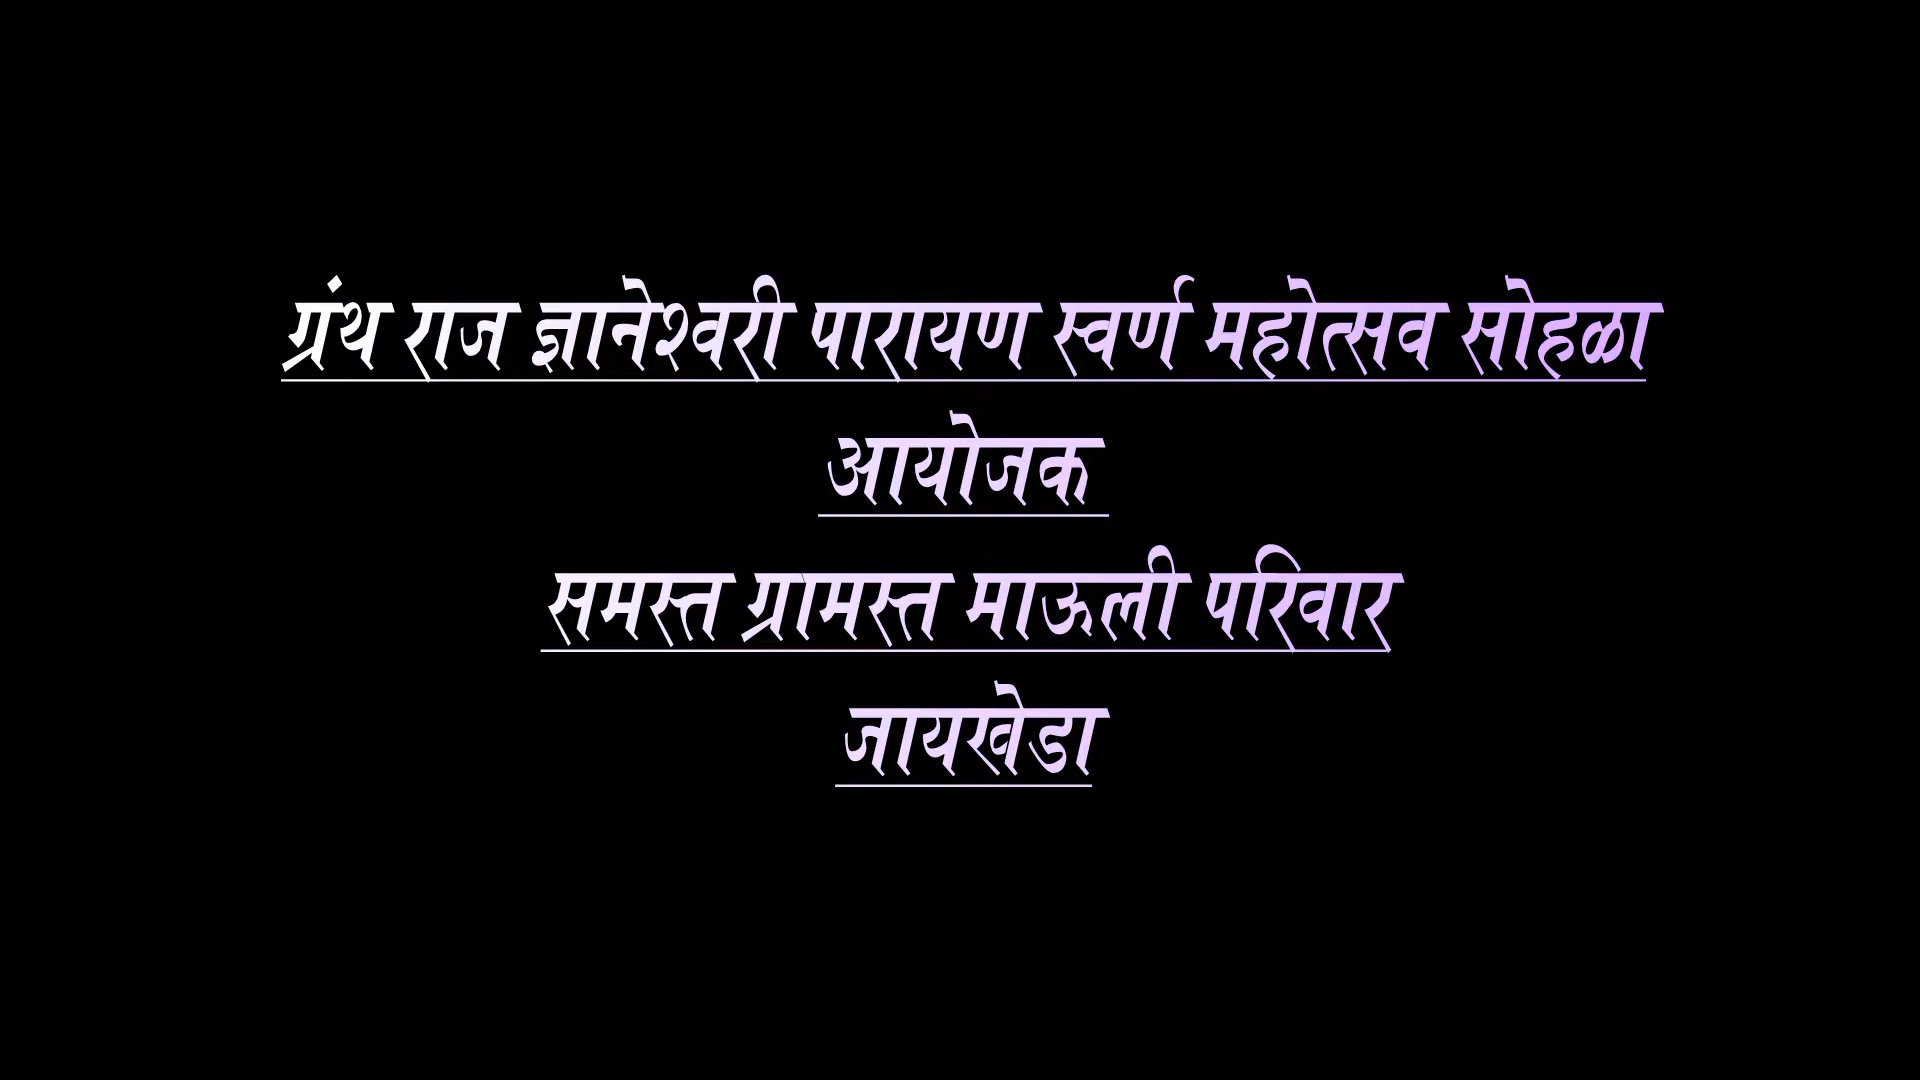 ग्रंथ राज ज्ञानेश्वरी पारायण स्वर्ण महोत्सव सोहळा
आयोजक
समस्त ग्रामस्त माऊली परिवार
जायखेडा